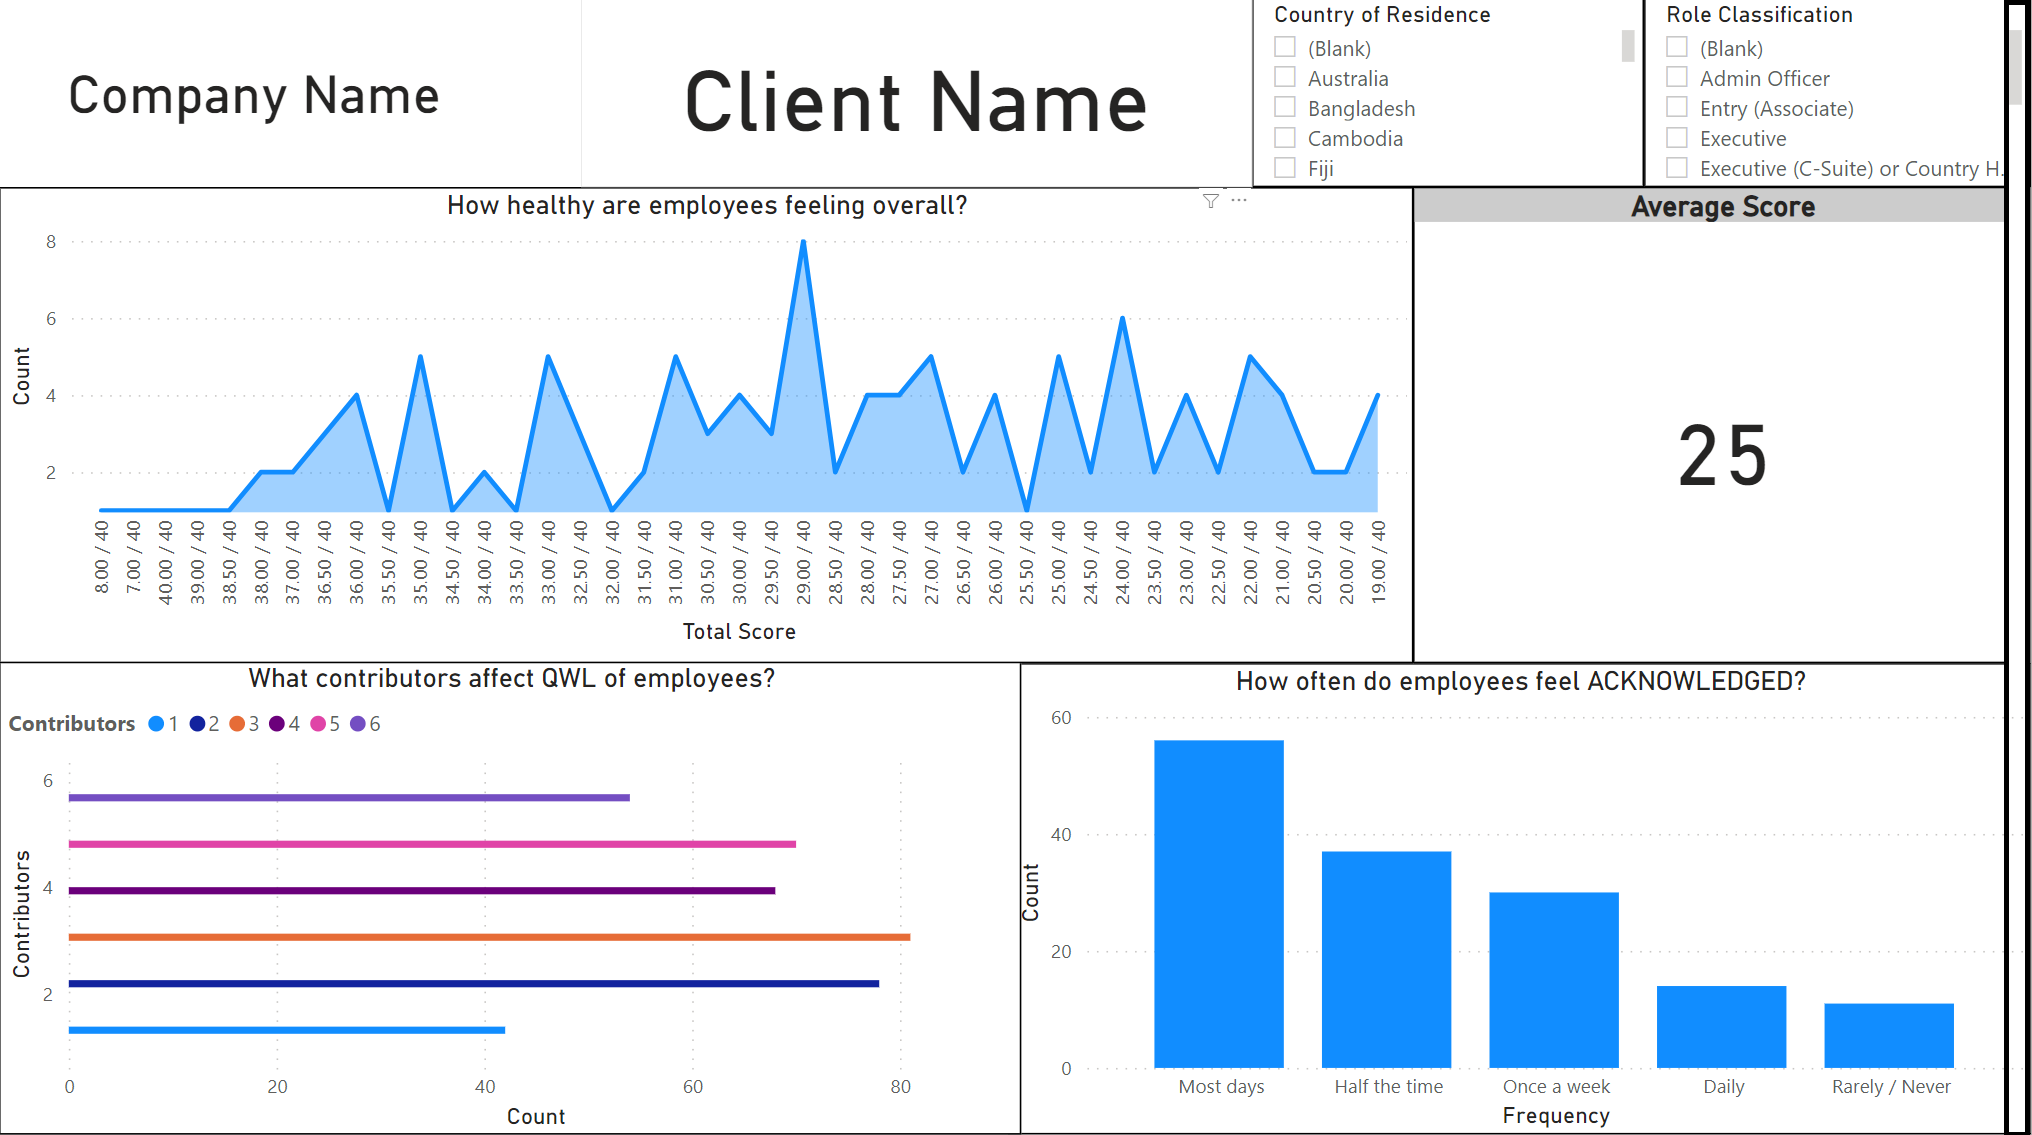 Company Name
Client Name
Country of Residence
(Blank)
Australia
Bangladesh
Cambodia
Fiji
Role Classification
(Blank)
Admin Officer
Entry (Associate)
Executive
Executive (C-Suite) or Country H.
How healthy are employees feeling overall?
8
6
4
2
Count
8.00 / 40
7.00 / 40
40.00 / 40
39.00 / 40
38.50 / 40
38.00 / 40
37.00 / 40
36.50 / 40
36.00 / 40
35.50 / 40
35.00 / 40
34.50 / 40
34.00 / 40
33.50 / 40
33.00 / 40
32.50 / 40
32.00 / 40
31.50 / 40
31.00 / 40
30.50 / 40
30.00 / 40
29.50 / 40
29.00 / 40
28.50 / 40
28.00 / 40
27.50 / 40
27.00 / 40
26.50 / 40
26.00 / 40
25.50 / 40
25.00 / 40
24.50 / 40
24.00 / 40
23.50 / 40
23.00 / 40
22.50 / 40
22.00 / 40
21.00 / 40
20.50 / 40
20.00 / 40
19.00 / 40
Total Score
Average Score
25
What contributors affect QWL of employees?
Contributors 1 2 3 4 5 6
6
4
2
Contributors
0 20 40 60 80
Count
How often do employees feel ACKNOWLEDGED?
60
40
20
0
Count
Most days Half the time Once a week Daily Rarely / Never
Frequency